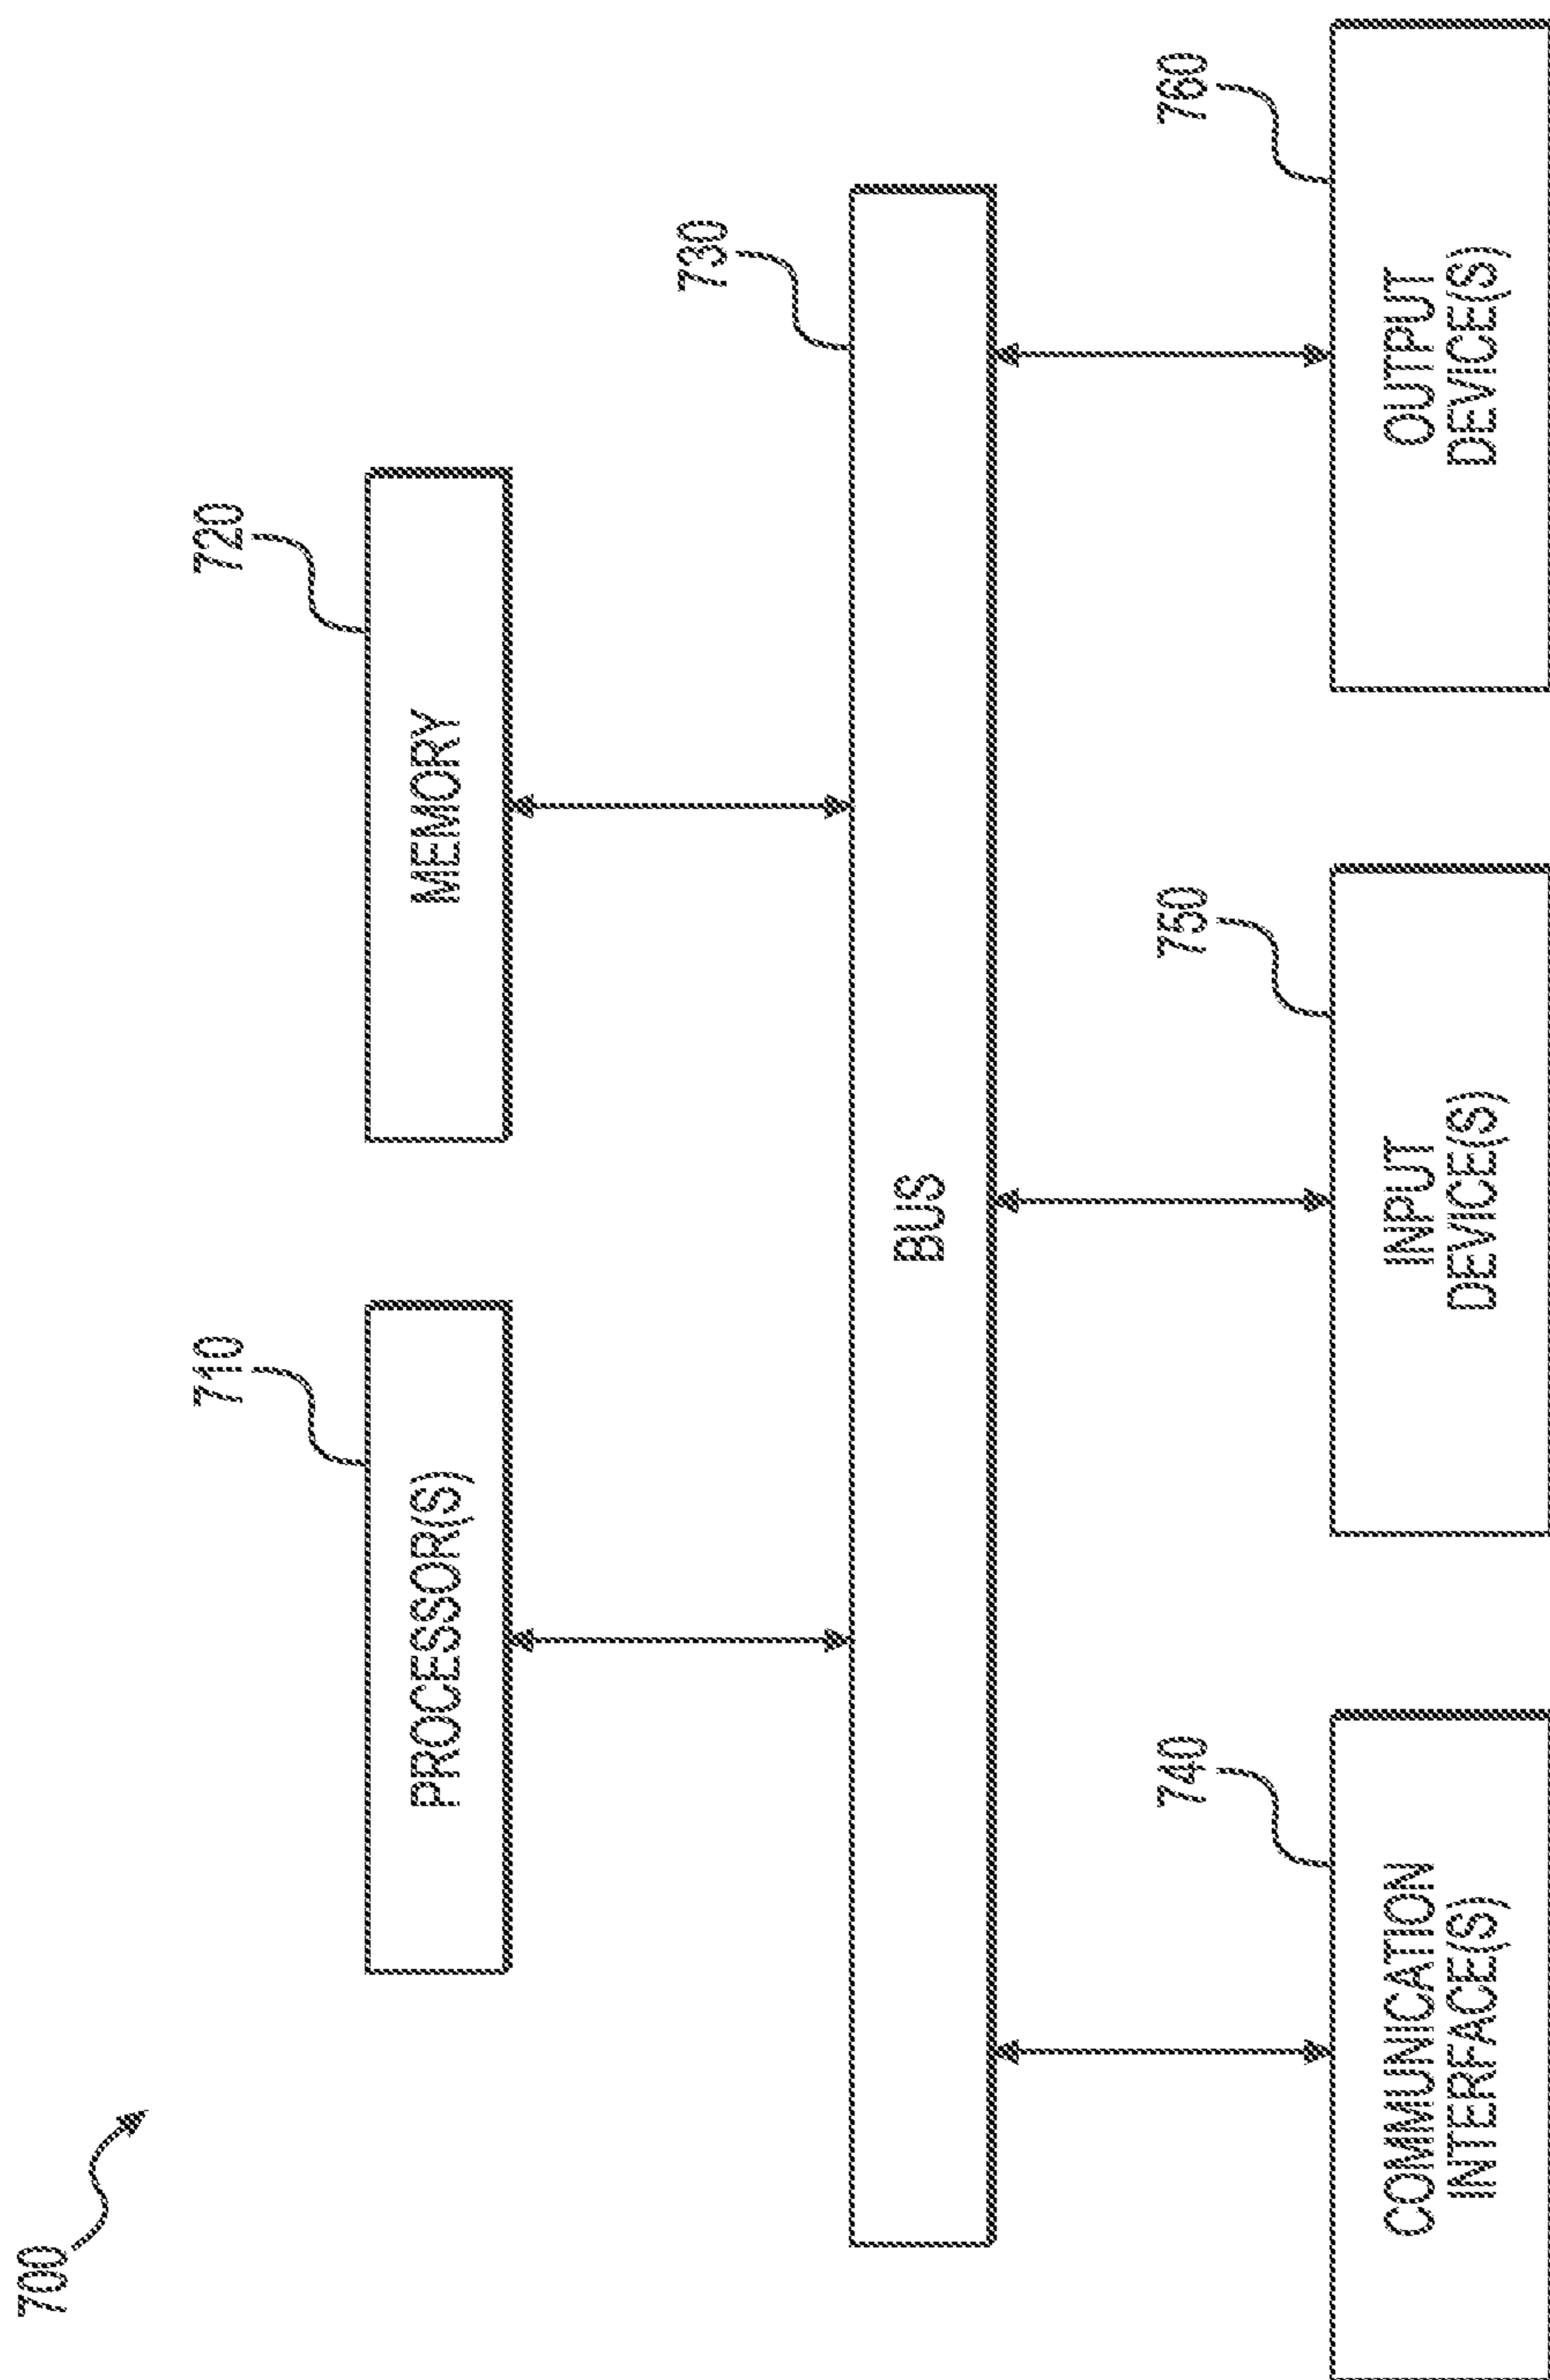 700
710
720
PROCESSOR(S)
MEMORY
730
BUS
740
750
760
COMMUNICATION
INTERFACE(S)
INPUT
DEVICE(S)
OUTPUT
DEVICE(S)